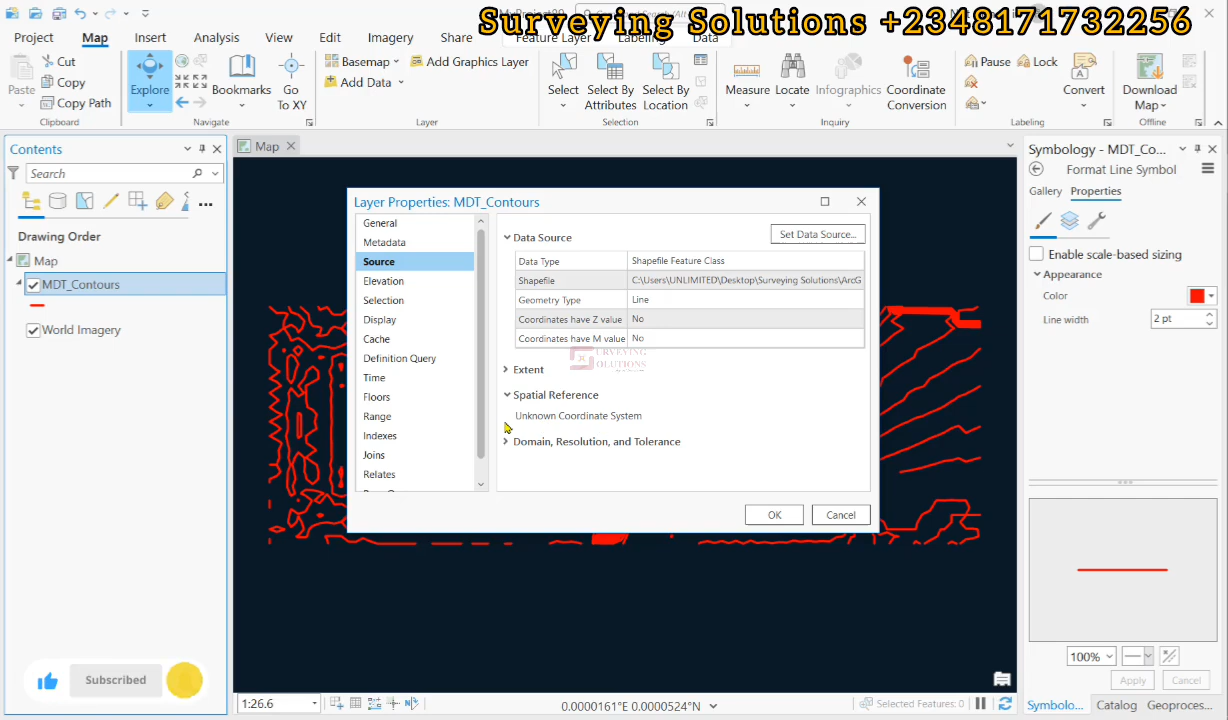 Surveying Solutions +2348171732256
Project
Map
Insert
Analysis
View
Edit
Imagery
Share
Feature Layer
Labeling
Data
Paste
Cut
Copy
Copy Path
Clipboard
Explore
Bookmarks
Go To XY
Navigate
Basemap
Add Data
Add Graphics Layer
Layer
Select
Select By Attributes
Select By Location
Selection
Measure
Locate
Infographics
Coordinate Conversion
Inquiry
Pause
Lock
Convert
Labeling
Download Map
Offline
Contents
Search
Drawing Order
Map
MDT_Contours
World Imagery
Map
Layer Properties: MDT_Contours
General
Metadata
Source
Elevation
Selection
Display
Cache
Definition Query
Time
Floors
Range
Indexes
Joins
Relates
Data Source
Set Data Source...
Data Type Shapefile Feature Class
Shapefile C:\Users\UNLIMITED\Desktop\Surveying Solutions\ArcG
Geometry Type Line
Coordinates have Z value No
Coordinates have M value No
URVEYING
OLUTIONS
Extent
Spatial Reference
Unknown Coordinate System
Domain, Resolution, and Tolerance
OK
Cancel
Symbology - MDT_Co...
Format Line Symbol
Gallery
Properties
Enable scale-based sizing
Appearance
Color
Line width 2 pt
100%
Apply
Cancel
Subscribed
1:26.6
0.0000161°E 0.0000524°N
Selected Features: 0
Symbolo...
Catalog
Geoproces...